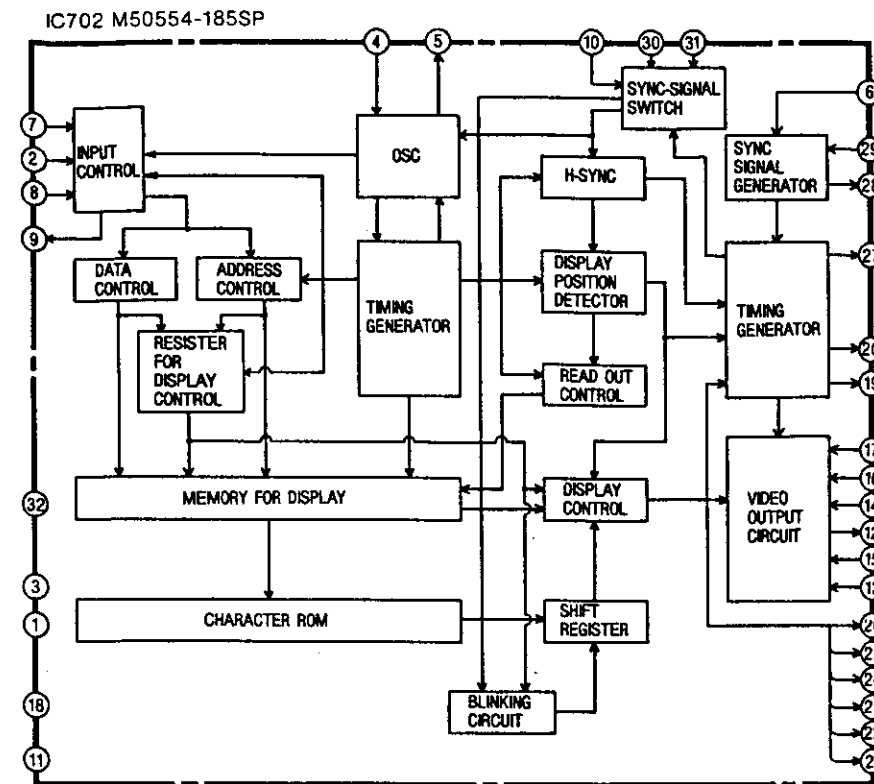 IC702 M50554-185SP
4
5
10
30
31
7
2
8
9
32
3
1
18
11
INPUT
CONTROL
OSC
SYNC-SIGNAL
SWITCH
SYNC
SIGNAL
GENERATOR
H-SYNC
DATA
CONTROL
ADDRESS
CONTROL
TIMING
GENERATOR
DISPLAY
POSITION
DETECTOR
TIMING
GENERATOR
RESISTER
FOR
DISPLAY
CONTROL
READ OUT
CONTROL
MEMORY FOR DISPLAY
DISPLAY
CONTROL
VIDEO
OUTPUT
CIRCUIT
CHARACTER ROM
SHIFT
REGISTER
BLINKING
CIRCUIT
6
29
28
27
19
17
16
14
12
15
13